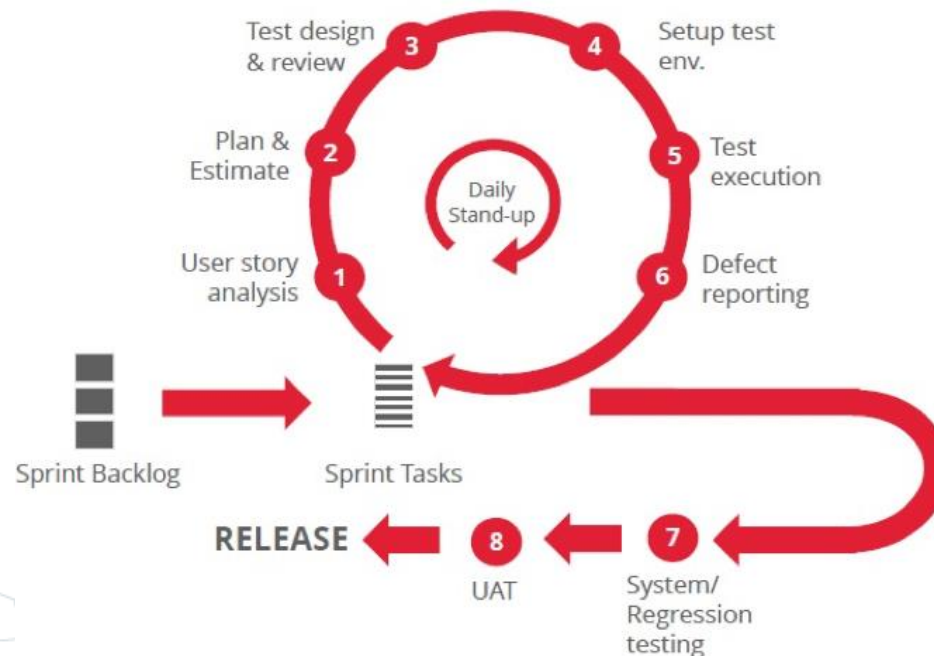 Test design
& review
3
4
Setup test
env.
Plan &
Estimate
2
5
Test
execution
Daily
Stand-up
User story
analysis
1
6
Defect
reporting
Sprint Backlog
Sprint Tasks
RELEASE
8
7
UAT
System/
Regression
testing